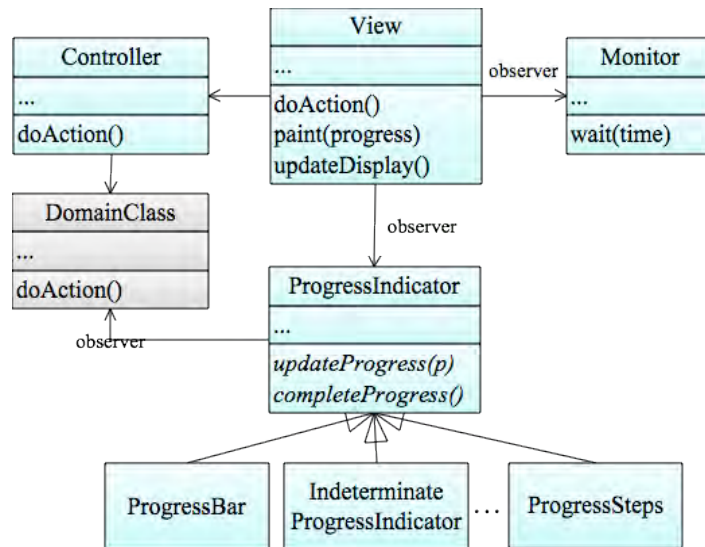 View
...
doAction()
paint(progress)
updateDisplay()
Controller
...
doAction()
observer
Monitor
...
wait(time)
DomainClass
...
doAction()
observer
observer
ProgressIndicator
...
updateProgress(p)
completeProgress()
ProgressBar
Indeterminate
ProgressIndicator
...
ProgressSteps